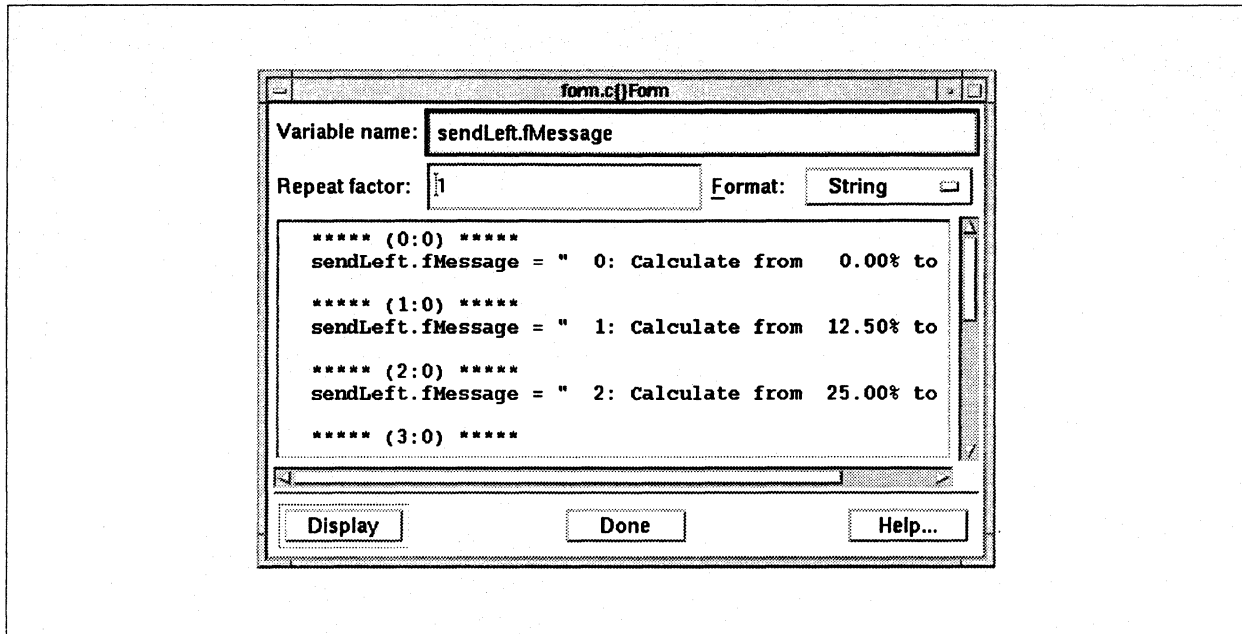 form.c{}Form
Variable name: sendLeft.fMessage
Repeat factor: 1 Format: String
***** (0:0) *****
sendLeft.fMessage = "  0: Calculate from   0.00% to
***** (1:0) *****
sendLeft.fMessage = "  1: Calculate from  12.50% to
***** (2:0) *****
sendLeft.fMessage = "  2: Calculate from  25.00% to
***** (3:0) *****
Display Done Help...